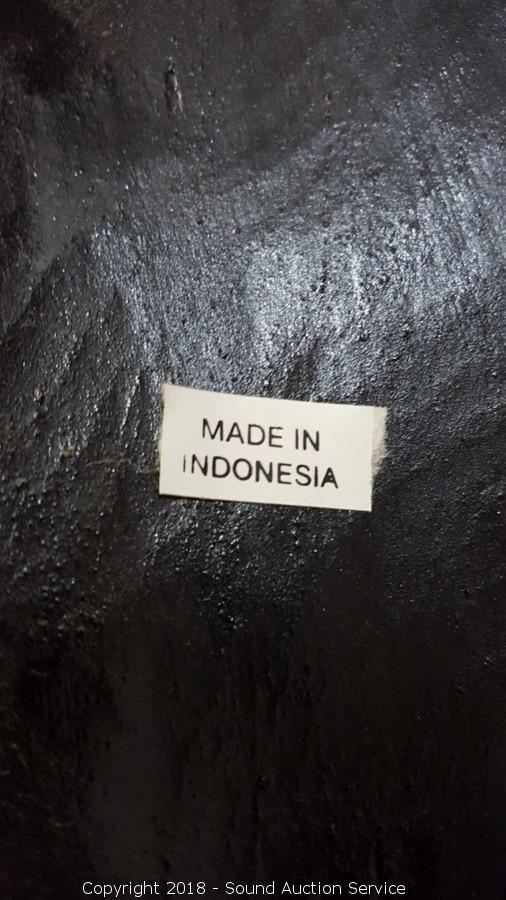 MADE IN
INDONESIA
Copyright 2018 - Sound Auction Service